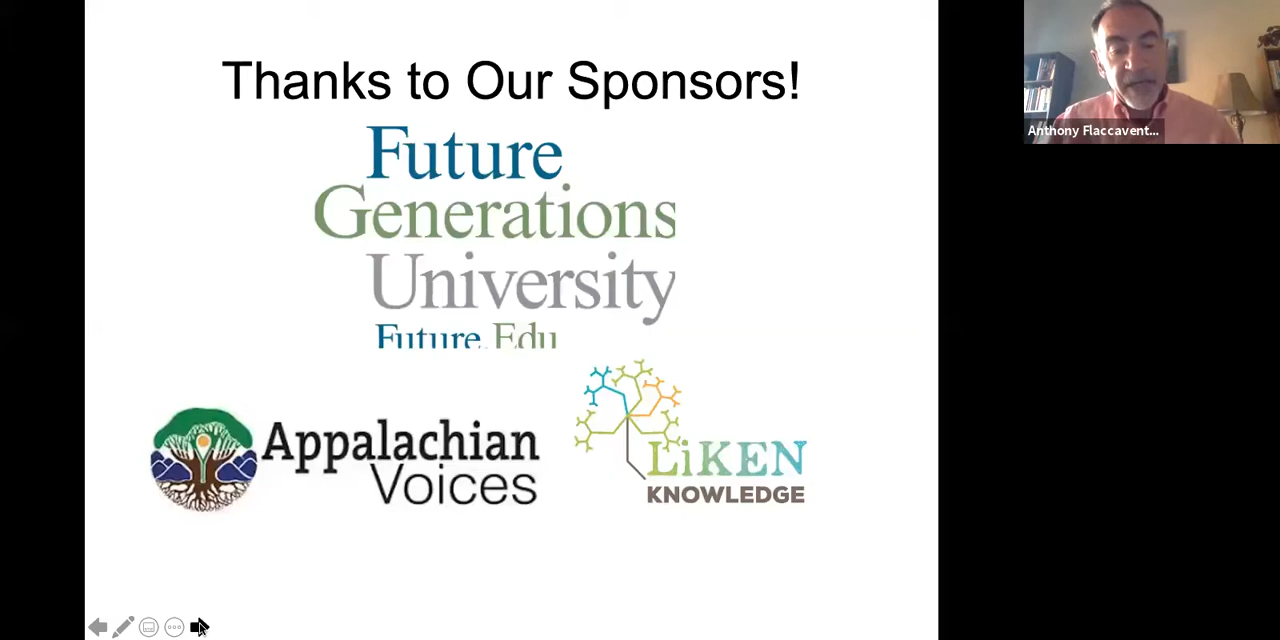 Thanks to Our Sponsors!
Future
Generations
University
Future.Edu
Appalachian
Voices
LiKEN
KNOWLEDGE
Anthony Flaccavent...